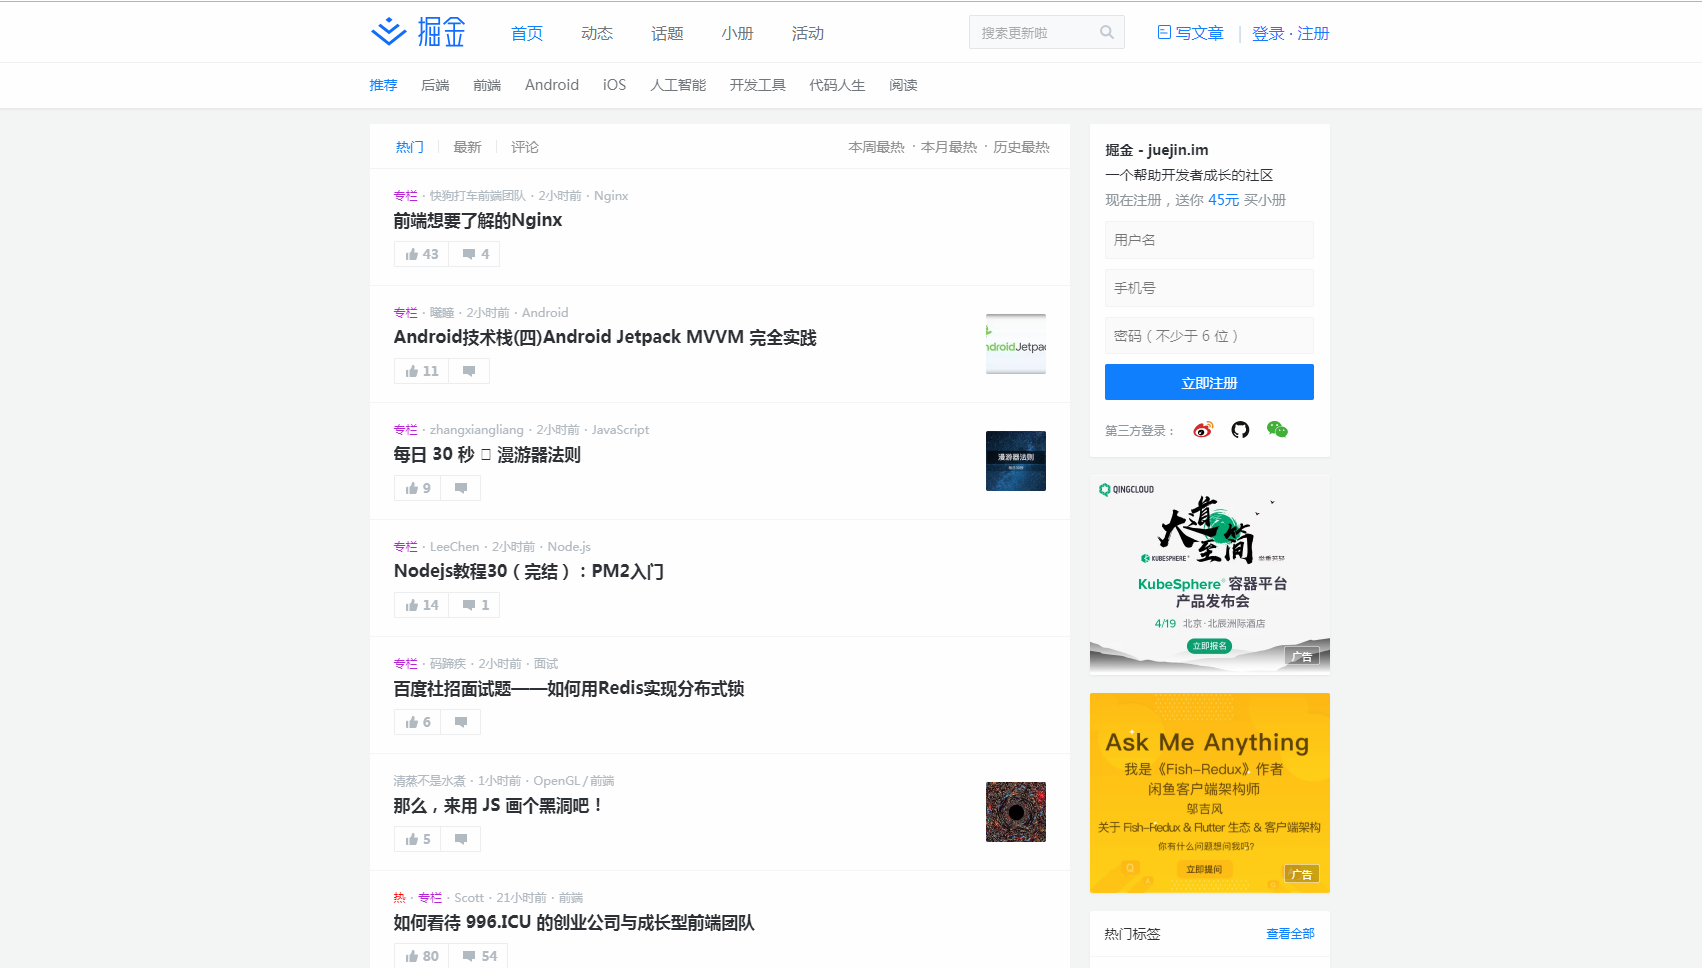 掘金 首页 动态 话题 小册 活动 搜索更新啦 写文章 | 登录 · 注册
推荐 后端 前端 Android iOS 人工智能 开发工具 代码人生 阅读
热门 最新 评论 本周最热 · 本月最热 · 历史最热
专栏 · 快狗打车前端团队 · 2小时前 · Nginx
前端想要了解的Nginx
43 4
专栏 · 曦瞳 · 2小时前 · Android
Android技术栈(四)Android Jetpack MVVM 完全实践
11
ndroidJetpac
专栏 · zhangxiangliang · 2小时前 · JavaScript
每日 30 秒 漫游器法则
9
漫游器法则
专栏 · LeeChen · 2小时前 · Node.js
Nodejs教程30（完结）：PM2入门
14 1
专栏 · 码蹄疾 · 2小时前 · 面试
百度社招面试题——如何用Redis实现分布式锁
6
清蒸不是水煮 · 1小时前 · OpenGL / 前端
那么，来用 JS 画个黑洞吧！
5
热 · 专栏 · Scott · 21小时前 · 前端
如何看待 996.ICU 的创业公司与成长型前端团队
80 54
掘金 - juejin.im
一个帮助开发者成长的社区
现在注册，送你 45元 买小册
用户名
手机号
密码（不少于 6 位）
立即注册
第三方登录：
QINGCLOUD
大道至简
KUBESPHERE
KubeSphere® 容器平台
产品发布会
4/19 北京·北辰洲际酒店
立即报名
广告
Ask Me Anything
我是《Fish-Redux》作者
闲鱼客户端架构师
邬吉风
关于 Fish-Redux & Flutter 生态 & 客户端架构
你有什么问题想问我吗?
立即提问
广告
热门标签 查看全部